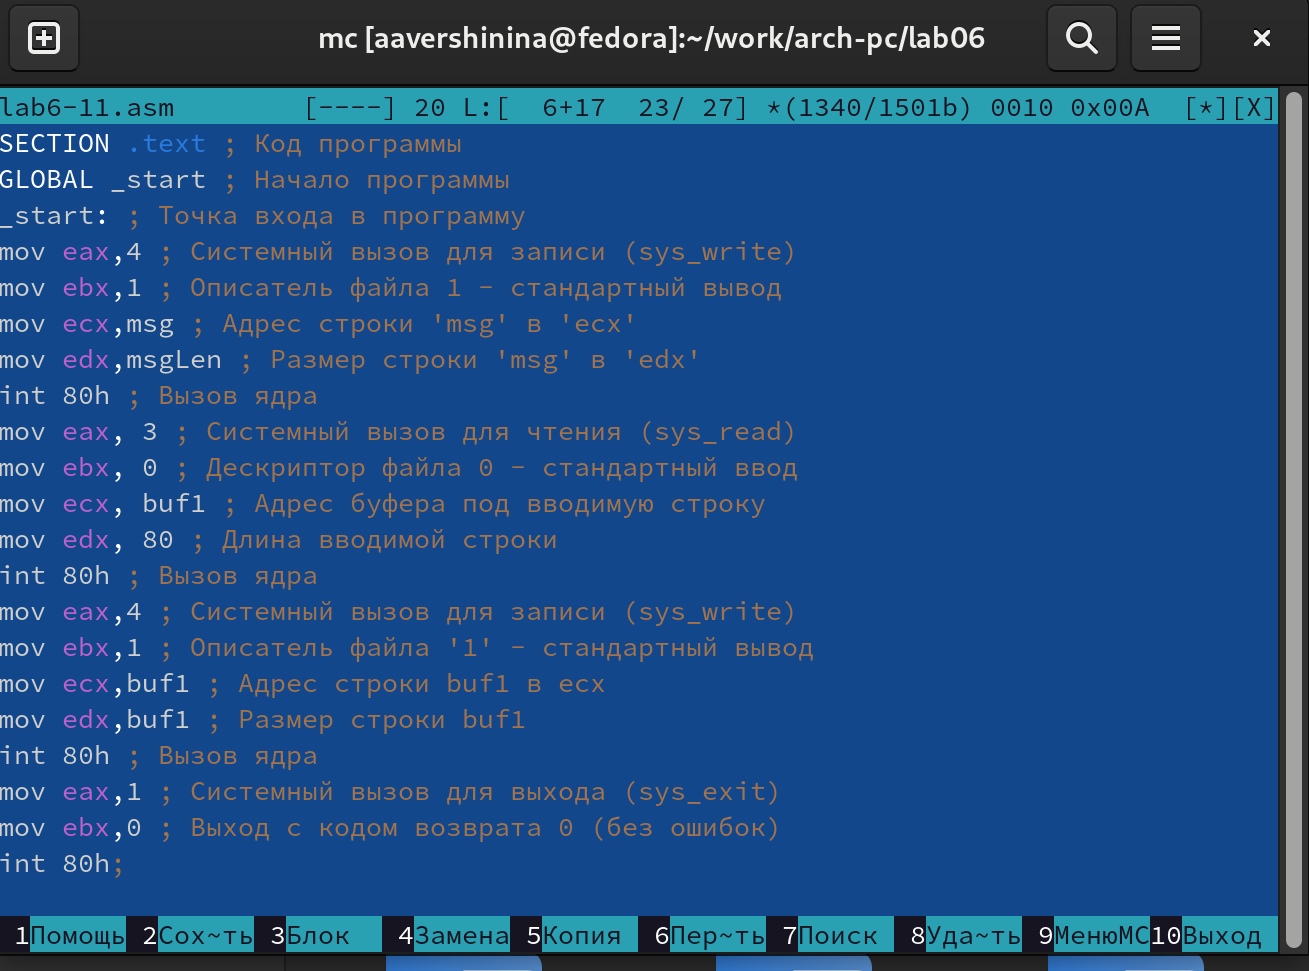 mc [aavershinina@fedora]:~/work/arch-pc/lab06
lab6-11.asm [----] 20 L:[ 6+17 23/ 27] *(1340/1501b) 0010 0x00A [*][X]
SECTION .text ; Код программы
GLOBAL _start ; Начало программы
_start: ; Точка входа в программу
mov eax,4 ; Системный вызов для записи (sys_write)
mov ebx,1 ; Описатель файла 1 - стандартный вывод
mov ecx,msg ; Адрес строки 'msg' в 'ecx'
mov edx,msgLen ; Размер строки 'msg' в 'edx'
int 80h ; Вызов ядра
mov eax, 3 ; Системный вызов для чтения (sys_read)
mov ebx, 0 ; Дескриптор файла 0 - стандартный ввод
mov ecx, buf1 ; Адрес буфера под вводимую строку
mov edx, 80 ; Длина вводимой строки
int 80h ; Вызов ядра
mov eax,4 ; Системный вызов для записи (sys_write)
mov ebx,1 ; Описатель файла '1' - стандартный вывод
mov ecx,buf1 ; Адрес строки buf1 в ecx
mov edx,buf1 ; Размер строки buf1
int 80h ; Вызов ядра
mov eax,1 ; Системный вызов для выхода (sys_exit)
mov ebx,0 ; Выход с кодом возврата 0 (без ошибок)
int 80h;
1Помощь 2Сох~ть 3Блок 4Замена 5Копия 6Пер~ть 7Поиск 8Уда~ть 9МенюMC10Выход